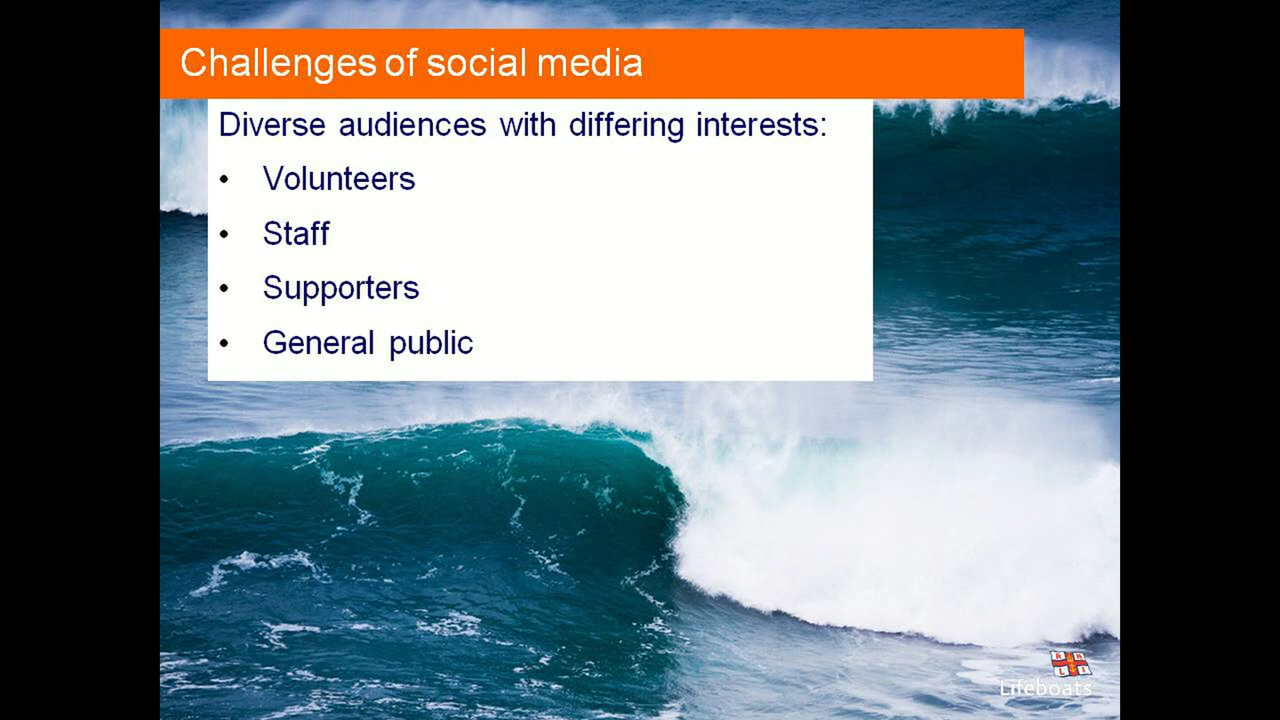 Challenges of social media
Diverse audiences with differing interests:
• Volunteers
• Staff
• Supporters
• General public
R N
L I
Lifeboats